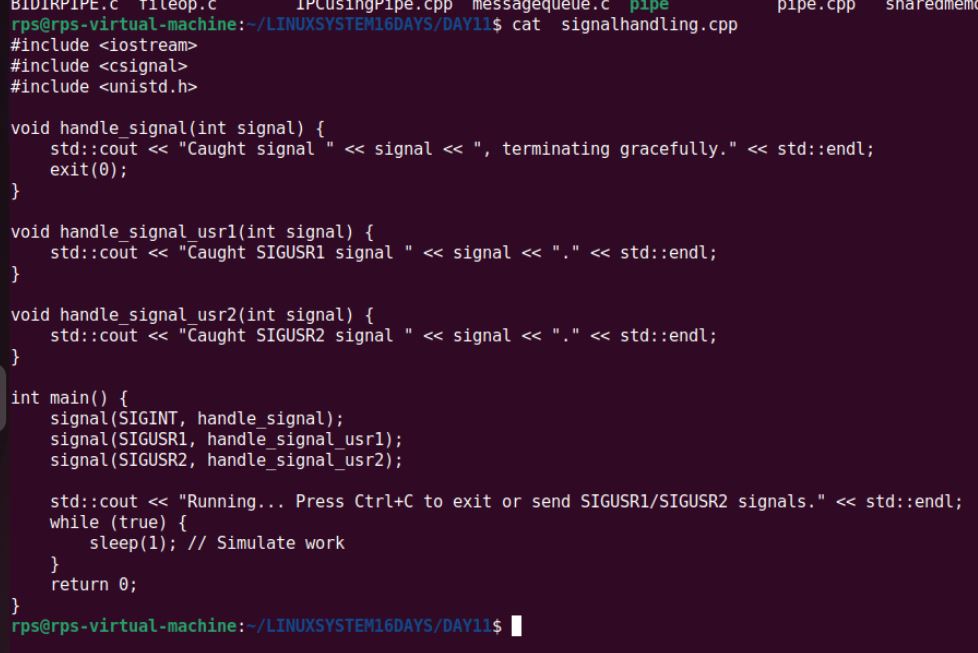 BIDIRPIPE.c  fileop.c        IPCusingPipe.cpp  messagequeue.c  pipe           pipe.cpp   sharedmemo
rps@rps-virtual-machine:~/LINUXSYSTEM16DAYS/DAY11$ cat  signalhandling.cpp
#include <iostream>
#include <csignal>
#include <unistd.h>

void handle_signal(int signal) {
    std::cout << "Caught signal " << signal << ", terminating gracefully." << std::endl;
    exit(0);
}

void handle_signal_usr1(int signal) {
    std::cout << "Caught SIGUSR1 signal " << signal << "." << std::endl;
}

void handle_signal_usr2(int signal) {
    std::cout << "Caught SIGUSR2 signal " << signal << "." << std::endl;
}

int main() {
    signal(SIGINT, handle_signal);
    signal(SIGUSR1, handle_signal_usr1);
    signal(SIGUSR2, handle_signal_usr2);

    std::cout << "Running... Press Ctrl+C to exit or send SIGUSR1/SIGUSR2 signals." << std::endl;
    while (true) {
        sleep(1); // Simulate work
    }
    return 0;
}
rps@rps-virtual-machine:~/LINUXSYSTEM16DAYS/DAY11$